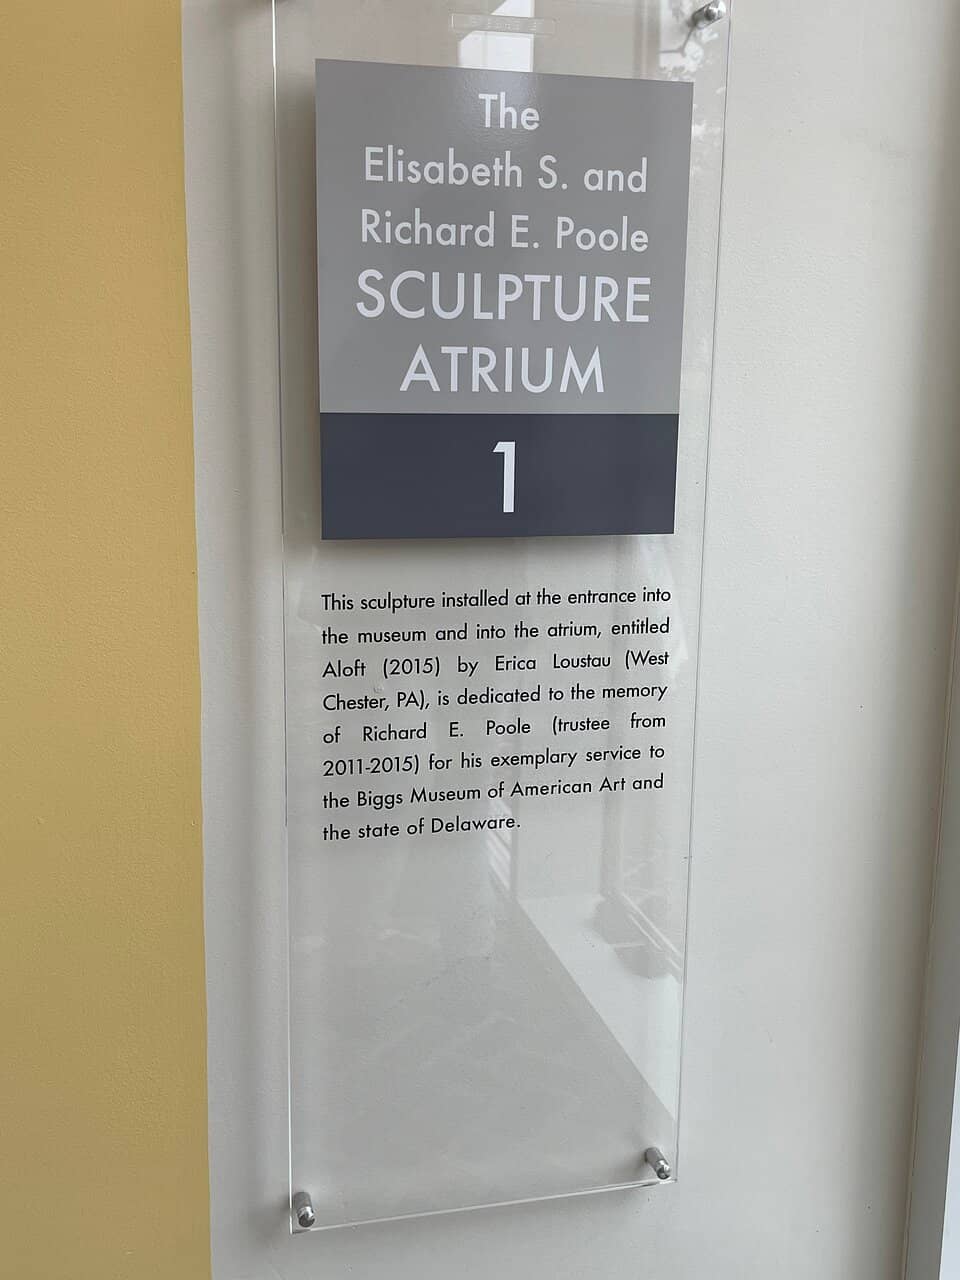 The
Elisabeth S. and
Richard E. Poole
SCULPTURE
ATRIUM
1
This sculpture installed at the entrance into
the museum and into the atrium, entitled
Aloft (2015) by Erica Loustau (West
Chester, PA), is dedicated to the memory
of Richard E. Poole (trustee from
2011-2015) for his exemplary service to
the Biggs Museum of American Art and
the state of Delaware.